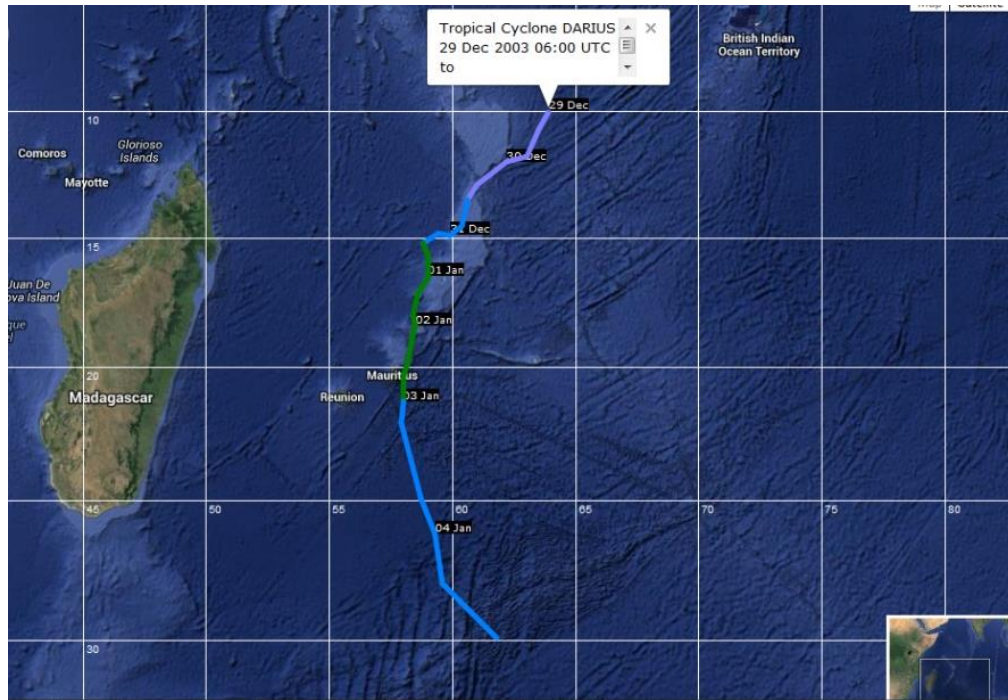 Tropical Cyclone DARIUS
29 Dec 2003 06:00 UTC
to
British Indian
Ocean Territory
29 Dec
10
Glorioso
Islands
Comoros
Mayotte
30 Dec
31 Dec
15
01 Jan
Juan De
ova Island
02 Jan
que
20
Mauritius
Madagascar
Reunion
03 Jan
45
55
60
65
70
75
80
50
04 Jan
30